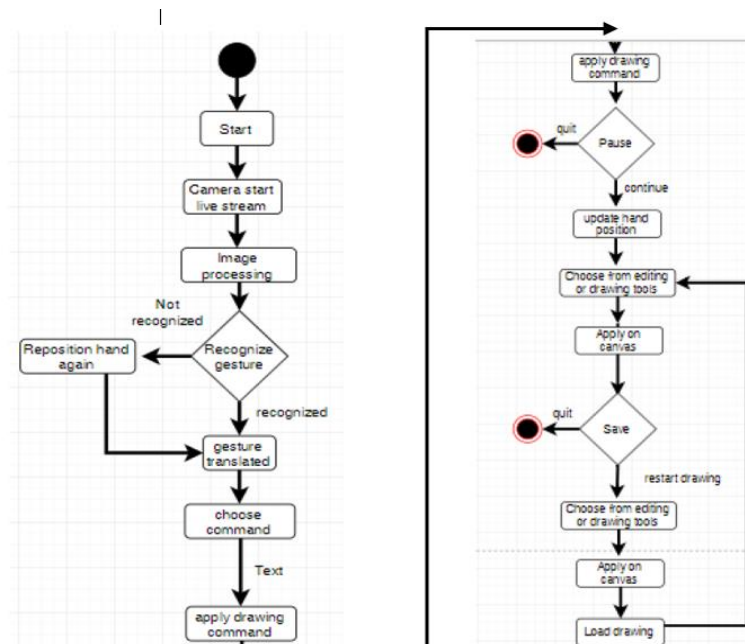 Start
Camera start
live stream
Image
processing
Not
recognized
Recognize
gesture
Reposition hand
again
recognized
gesture
translated
choose
command
Text
apply drawing
command
apply drawing
command
quit
Pause
continue
update hand
position
Choose from editing
or drawing tools
Apply on
canvas
quit
Save
restart drawing
Choose from editing
or drawing tools
Apply on
canvas
Load drawing